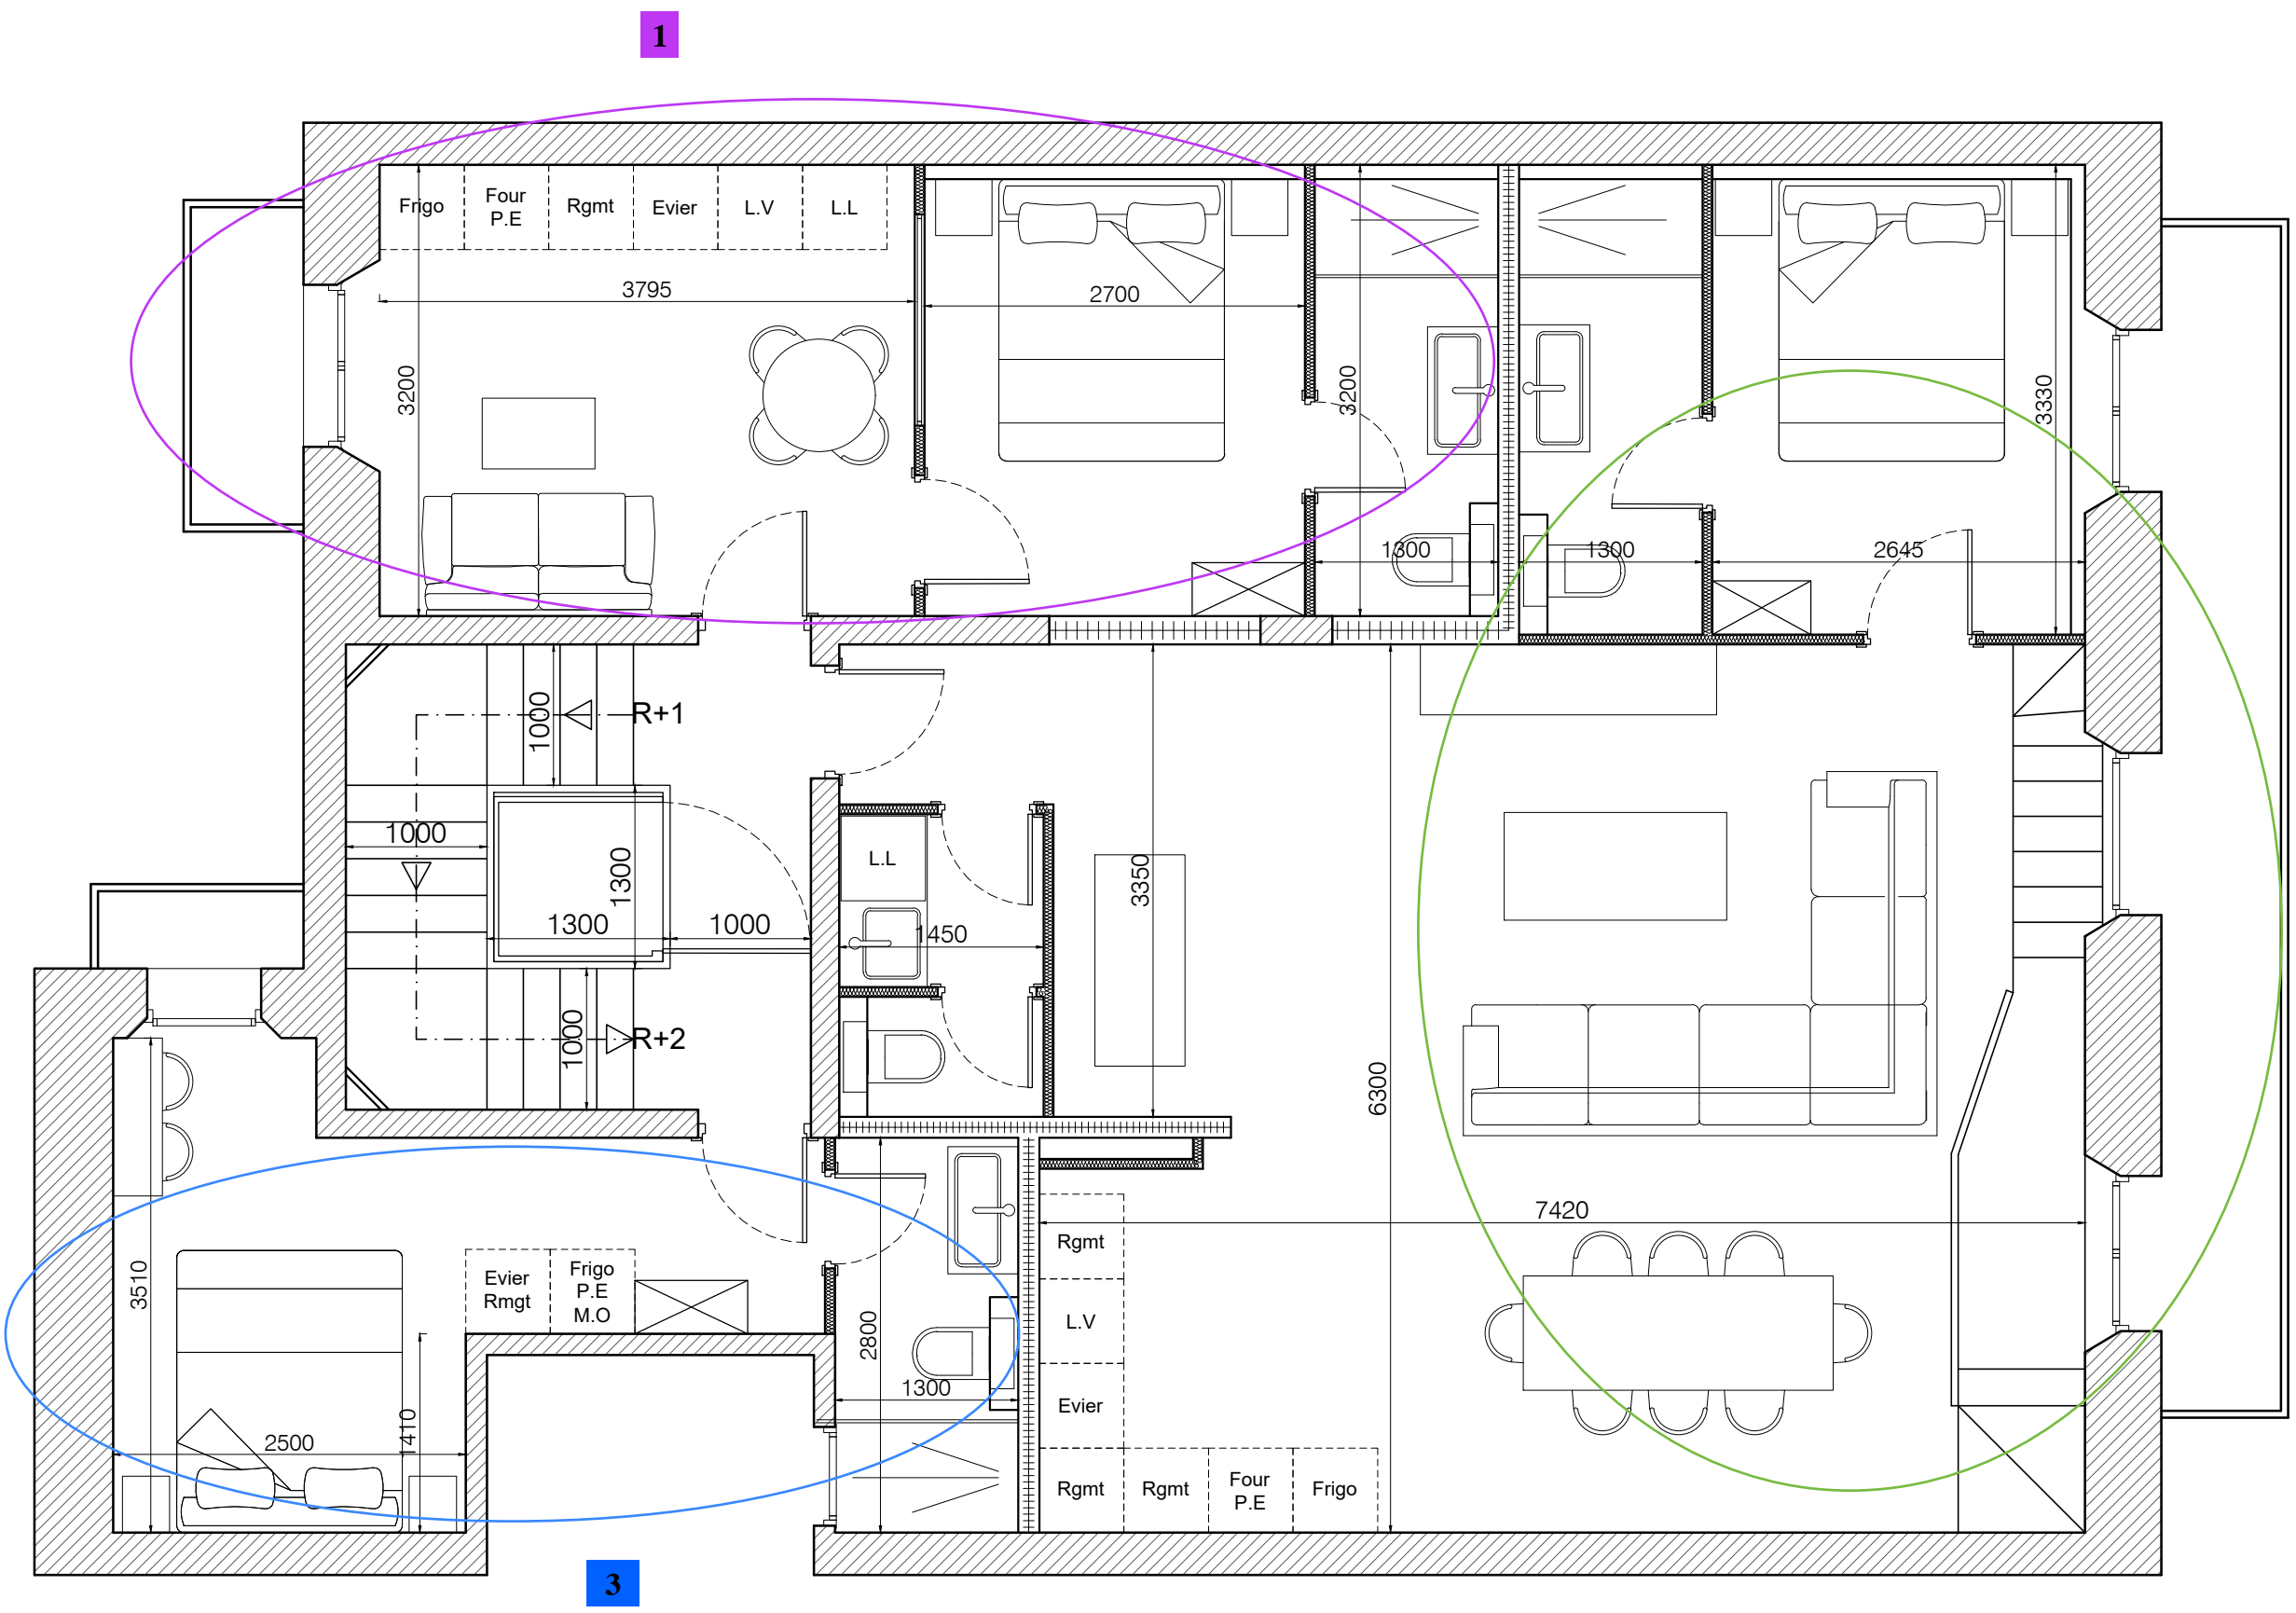 1
Frigo
Four
P.E
Rgmt
Evier
L.V
L.L
3795
2700
3200
3200
3330
1300
1300
2645
1000
R+1
1000
1300
1300
1000
L.L
1450
3350
1000
R+2
6300
7420
3510
Evier
Rmgt
Frigo
P.E
M.O
2800
1300
2500
1410
Rgmt
L.V
Evier
Rgmt
Rgmt
Four
P.E
Frigo
3